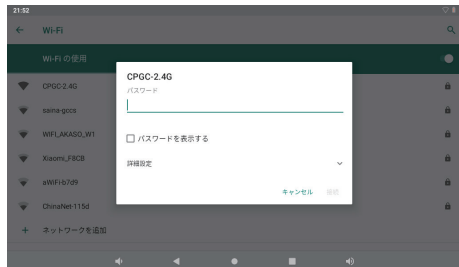 21:52
Wi-Fi
Wi-Fi の使用
CPGC-2.4G
saina-gccs
WIFI_AKASO_W1
Xiaomi_F8CB
aWiFi-b7d9
ChinaNet-115d
ネットワークを追加
CPGC-2.4G
パスワード
パスワードを表示する
詳細設定
キャンセル 接続